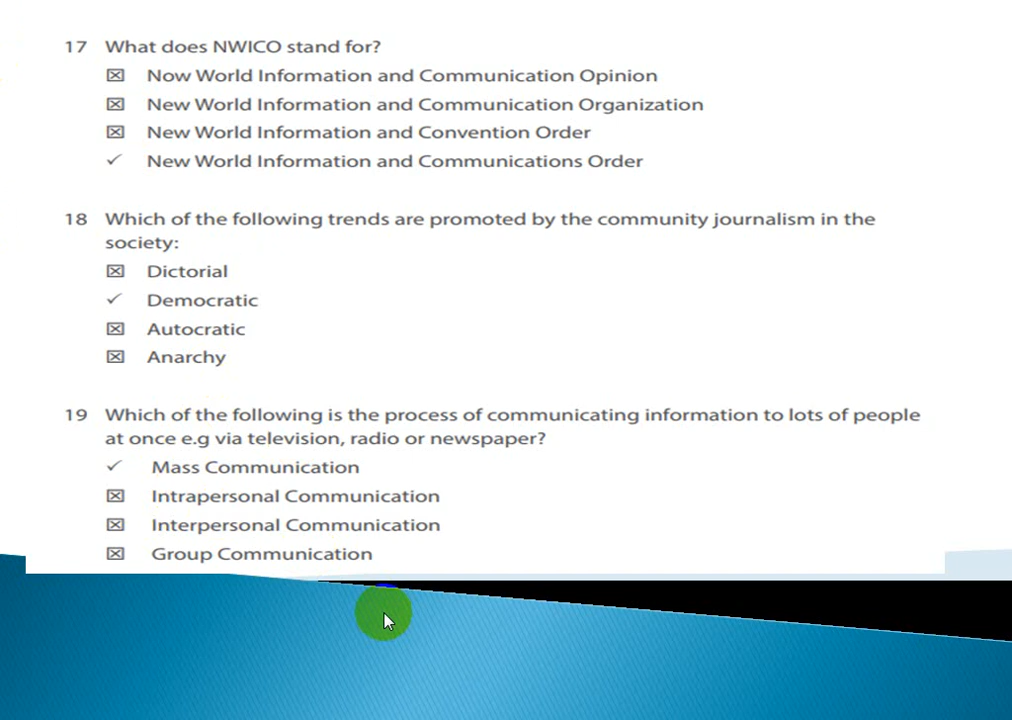 17 What does NWICO stand for?
☒ Now World Information and Communication Opinion
☒ New World Information and Communication Organization
☒ New World Information and Convention Order
✓ New World Information and Communications Order
18 Which of the following trends are promoted by the community journalism in the
society:
☒ Dictorial
✓ Democratic
☒ Autocratic
☒ Anarchy
19 Which of the following is the process of communicating information to lots of people
at once e.g via television, radio or newspaper?
✓ Mass Communication
☒ Intrapersonal Communication
☒ Interpersonal Communication
☒ Group Communication